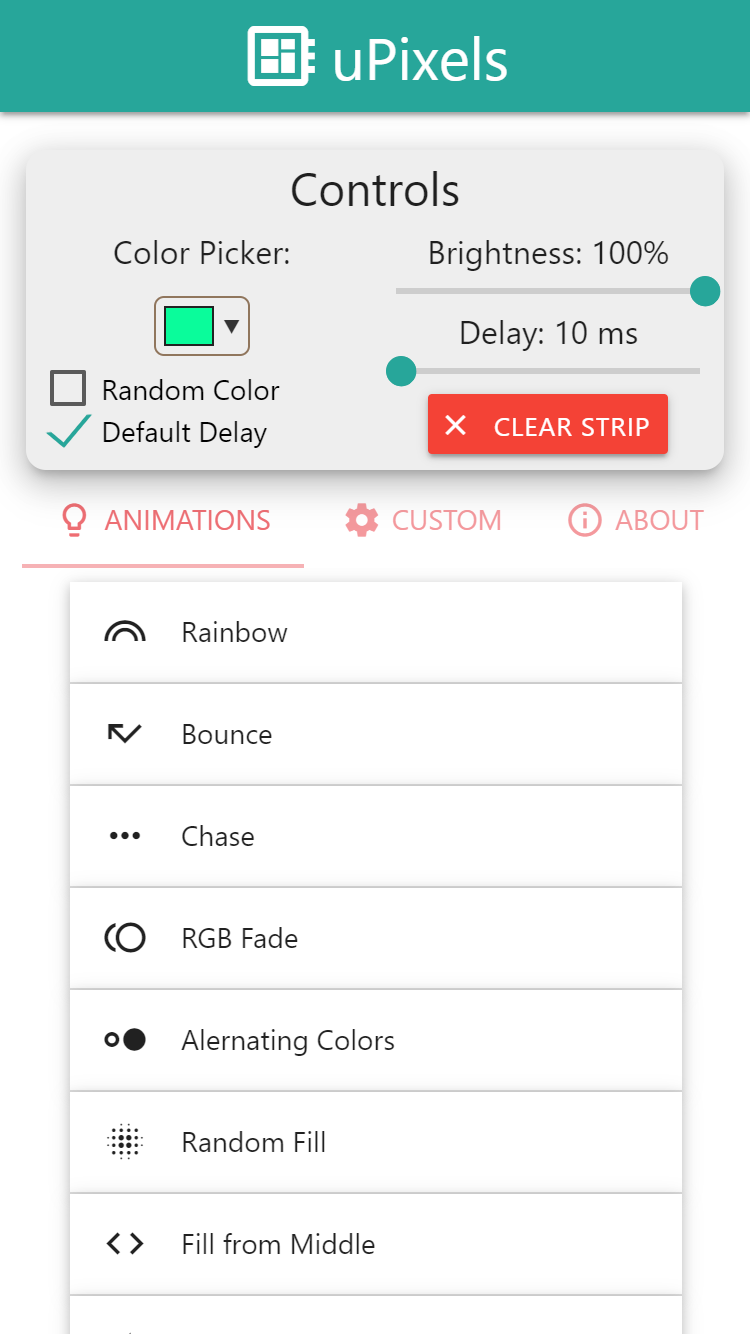 uPixels
Controls
Color Picker:
Brightness: 100%
Delay: 10 ms
Random Color
Default Delay
CLEAR STRIP
ANIMATIONS
CUSTOM
ABOUT
Rainbow
Bounce
Chase
RGB Fade
Alernating Colors
Random Fill
Fill from Middle